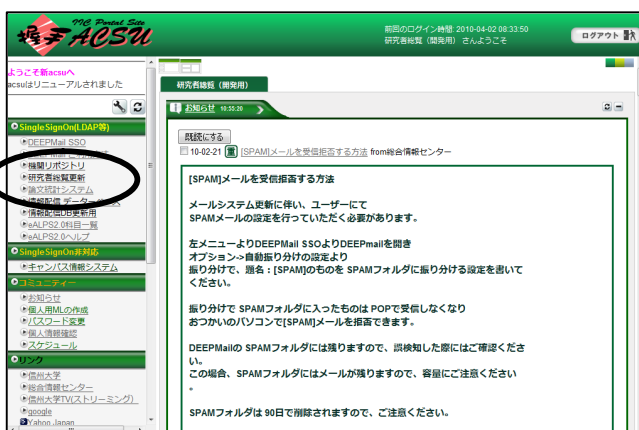 握手 IIC Portal Site ACSU
前回のログイン時間: 2010-04-02 08:33:50
研究者総覧（開発用） さんようこそ
ログアウト
ようこそ新acsuへ
acsuはリニューアルされました
SingleSignOn(LDAP等)
DEEPMail SSO
機関リポジトリ
研究者総覧更新
論文統計システム
情報配信DB更新用
eALPS2.0科目一覧
eALPS2.0ヘルプ
SingleSignOn非対応
キャンパス情報システム
コミュニティー
お知らせ
個人用MLの作成
パスワード変更
個人情報確認
スケジュール
リンク
信州大学
総合情報センター
信州大学TV(ストリーミング)
google
Yahoo Japan
研究者総覧（開発用）
お知らせ 10:55:20
既読にする
10-02-21 重 [SPAM]メールを受信拒否する方法 from総合情報センター
[SPAM]メールを受信拒否する方法
メールシステム更新に伴い、ユーザーにて
SPAMメールの設定を行っていただく必要があります。
左メニューよりDEEPMail SSOよりDEEPmailを開き
オプション->自動振り分けの設定より
振り分けで、題名：[SPAM]のものを SPAMフォルダに振り分ける設定を書いて
ください。
振り分けで SPAMフォルダに入ったものは POPで受信しなくなり
おつかいのパソコンで[SPAM]メールを拒否できます。
DEEPMailの SPAMフォルダには残りますので、誤検知した際にはご確認くださ
い。
この場合、SPAMフォルダにはメールが残りますので、容量にご注意ください
。
SPAMフォルダは 90日で削除されますので、ご注意ください。